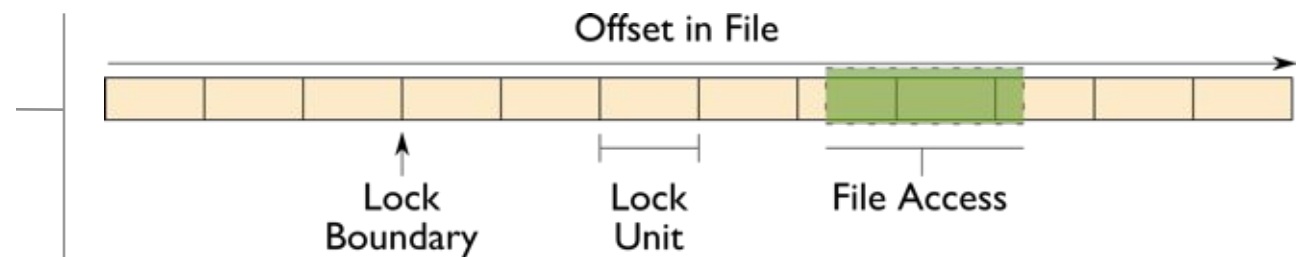 Offset in File
Lock
Boundary
Lock
Unit
File Access